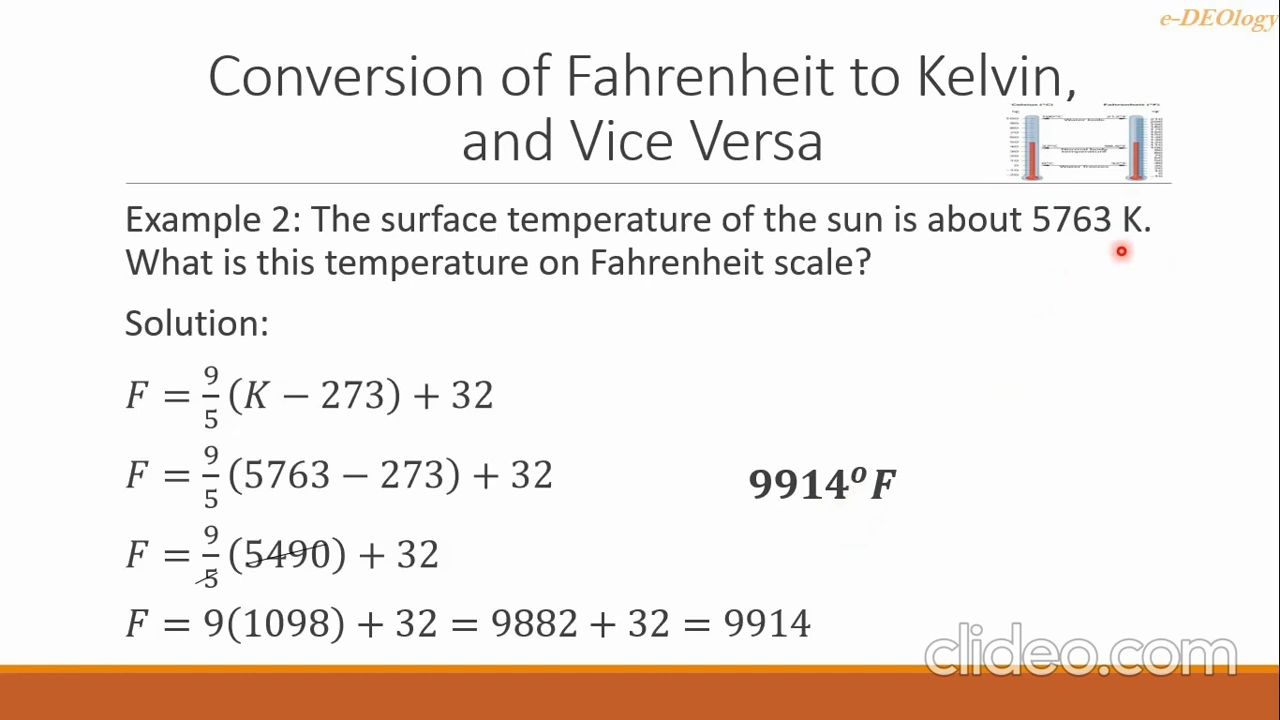 e-DEOlogy
Conversion of Fahrenheit to Kelvin,
and Vice Versa
Celsius (°C) Fahrenheit (°F)
Example 2: The surface temperature of the sun is about 5763 K.
What is this temperature on Fahrenheit scale?
Solution:
F = 9/5 (K − 273) + 32
F = 9/5 (5763 − 273) + 32
9914°F
F = 9/5 (5490) + 32
F = 9(1098) + 32 = 9882 + 32 = 9914
clideo.com